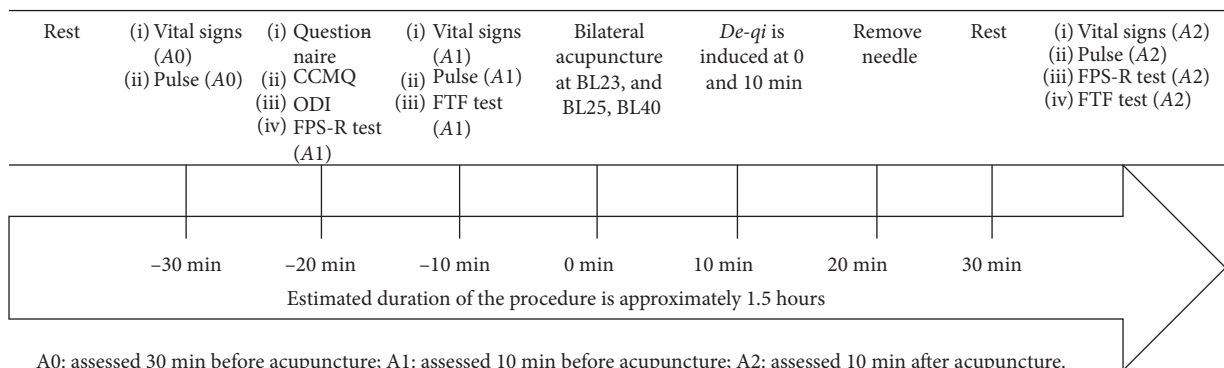 Rest
(i) Vital signs
(A0)
(ii) Pulse (A0)
(i) Question
naire
(ii) CCMQ
(iii) ODI
(iv) FPS-R test
(A1)
(i) Vital signs
(A1)
(ii) Pulse (A1)
(iii) FTF test
(A1)
Bilateral
acupuncture
at BL23, and
BL25, BL40
De-qi is
induced at 0
and 10 min
Remove
needle
Rest
(i) Vital signs (A2)
(ii) Pulse (A2)
(iii) FPS-R test (A2)
(iv) FTF test (A2)
–30 min
–20 min
–10 min
0 min
10 min
20 min
30 min
Estimated duration of the procedure is approximately 1.5 hours
A0: assessed 30 min before acupuncture; A1: assessed 10 min before acupuncture; A2: assessed 10 min after acupuncture.